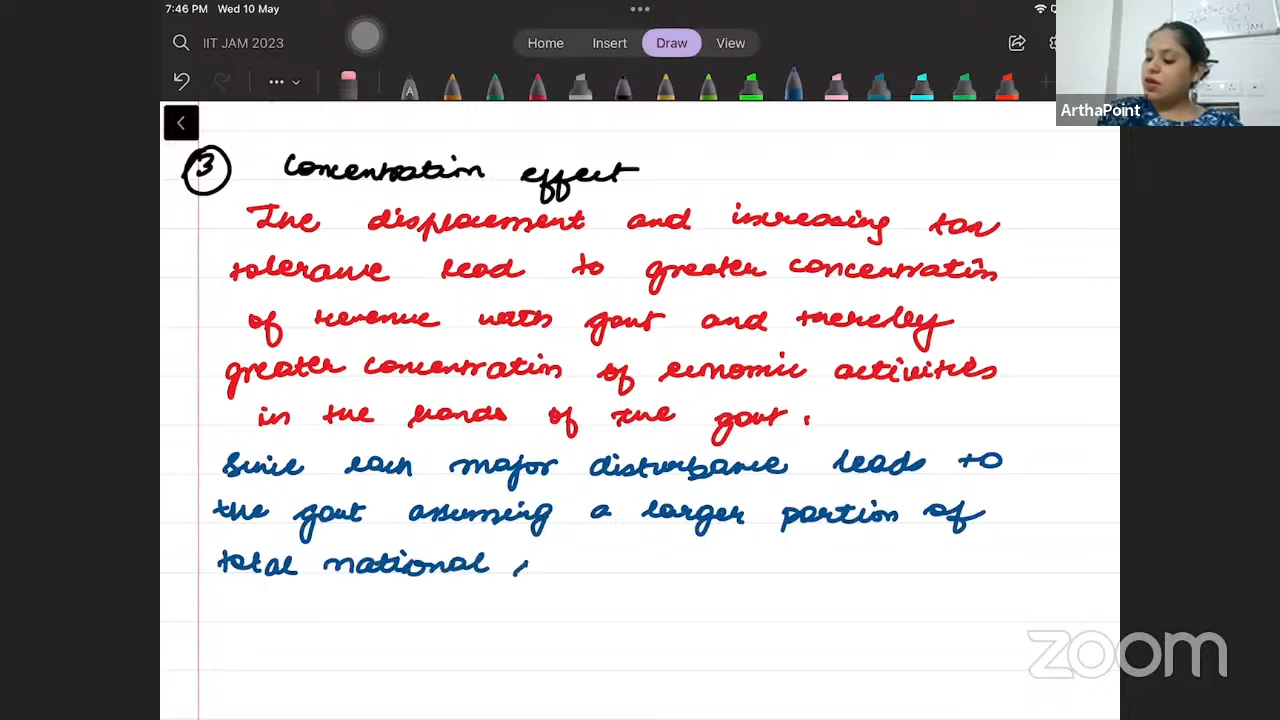 7:46 PM Wed 10 May
IIT JAM 2023
Home Insert Draw View
ArthaPoint
3 Concentration effect
The displacement and increasing tax
tolerance lead to greater concentration
of revenue with govt and thereby
greater concentration of economic activities
in the hands of the govt.
Since each major disturbance leads to
the govt assuming a larger portion of
total national
zoom